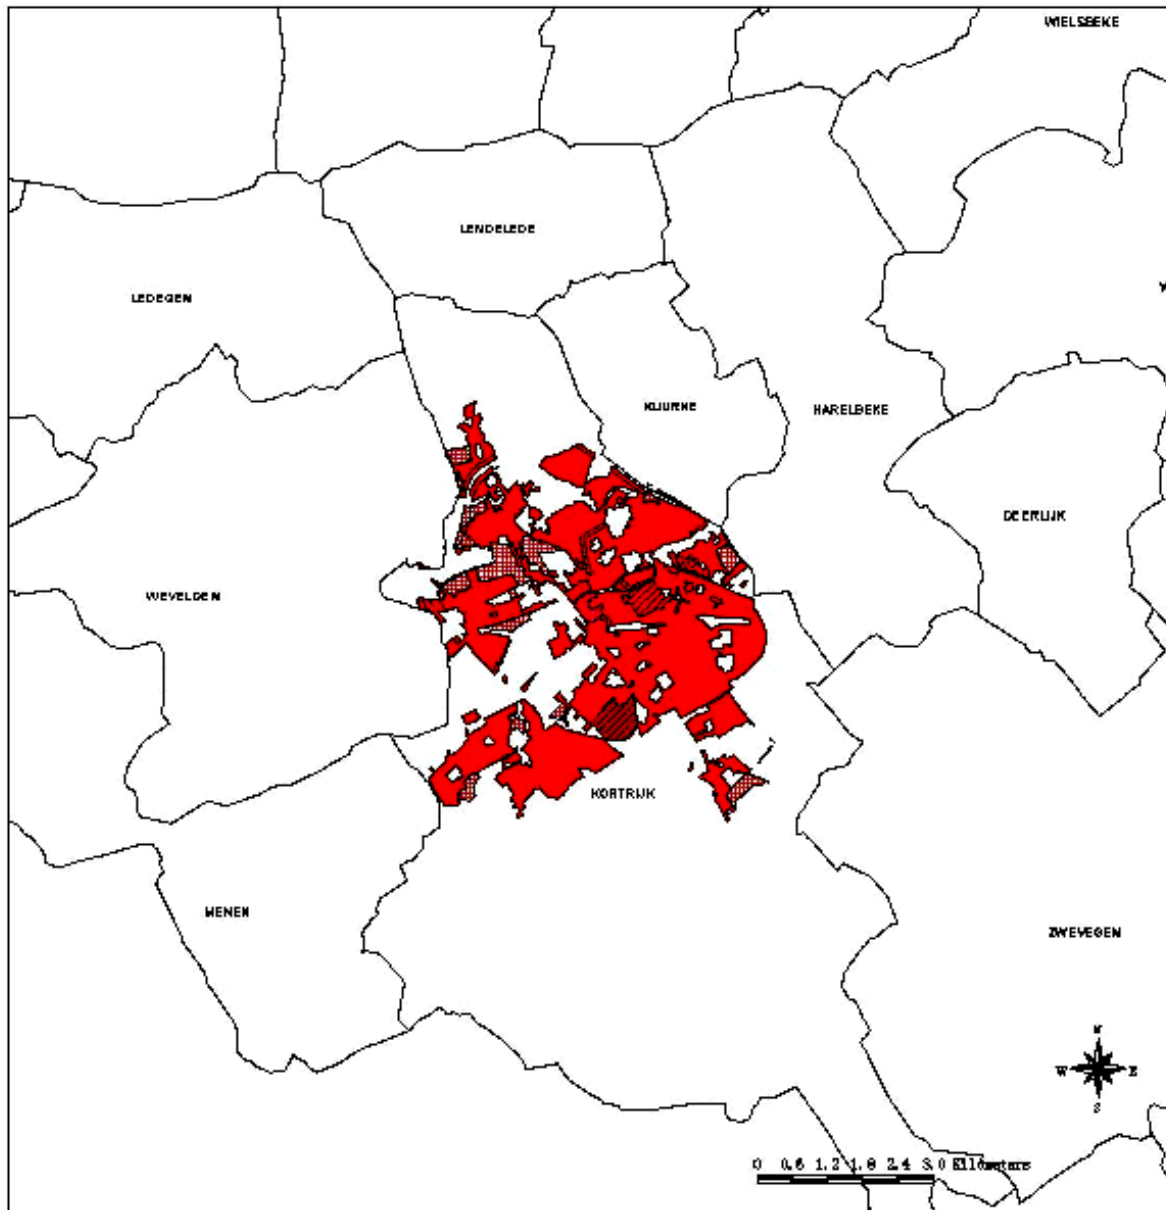 WIELSBEKE
LENDELEDE
LEDEGEM
KUURNE
HARELBEKE
DEERLIJK
WEVELGEM
KORTRIJK
MENEN
ZWEVEGEM
N
W E
S
0 0.6 1.2 1.8 2.4 3.0 Kilometers